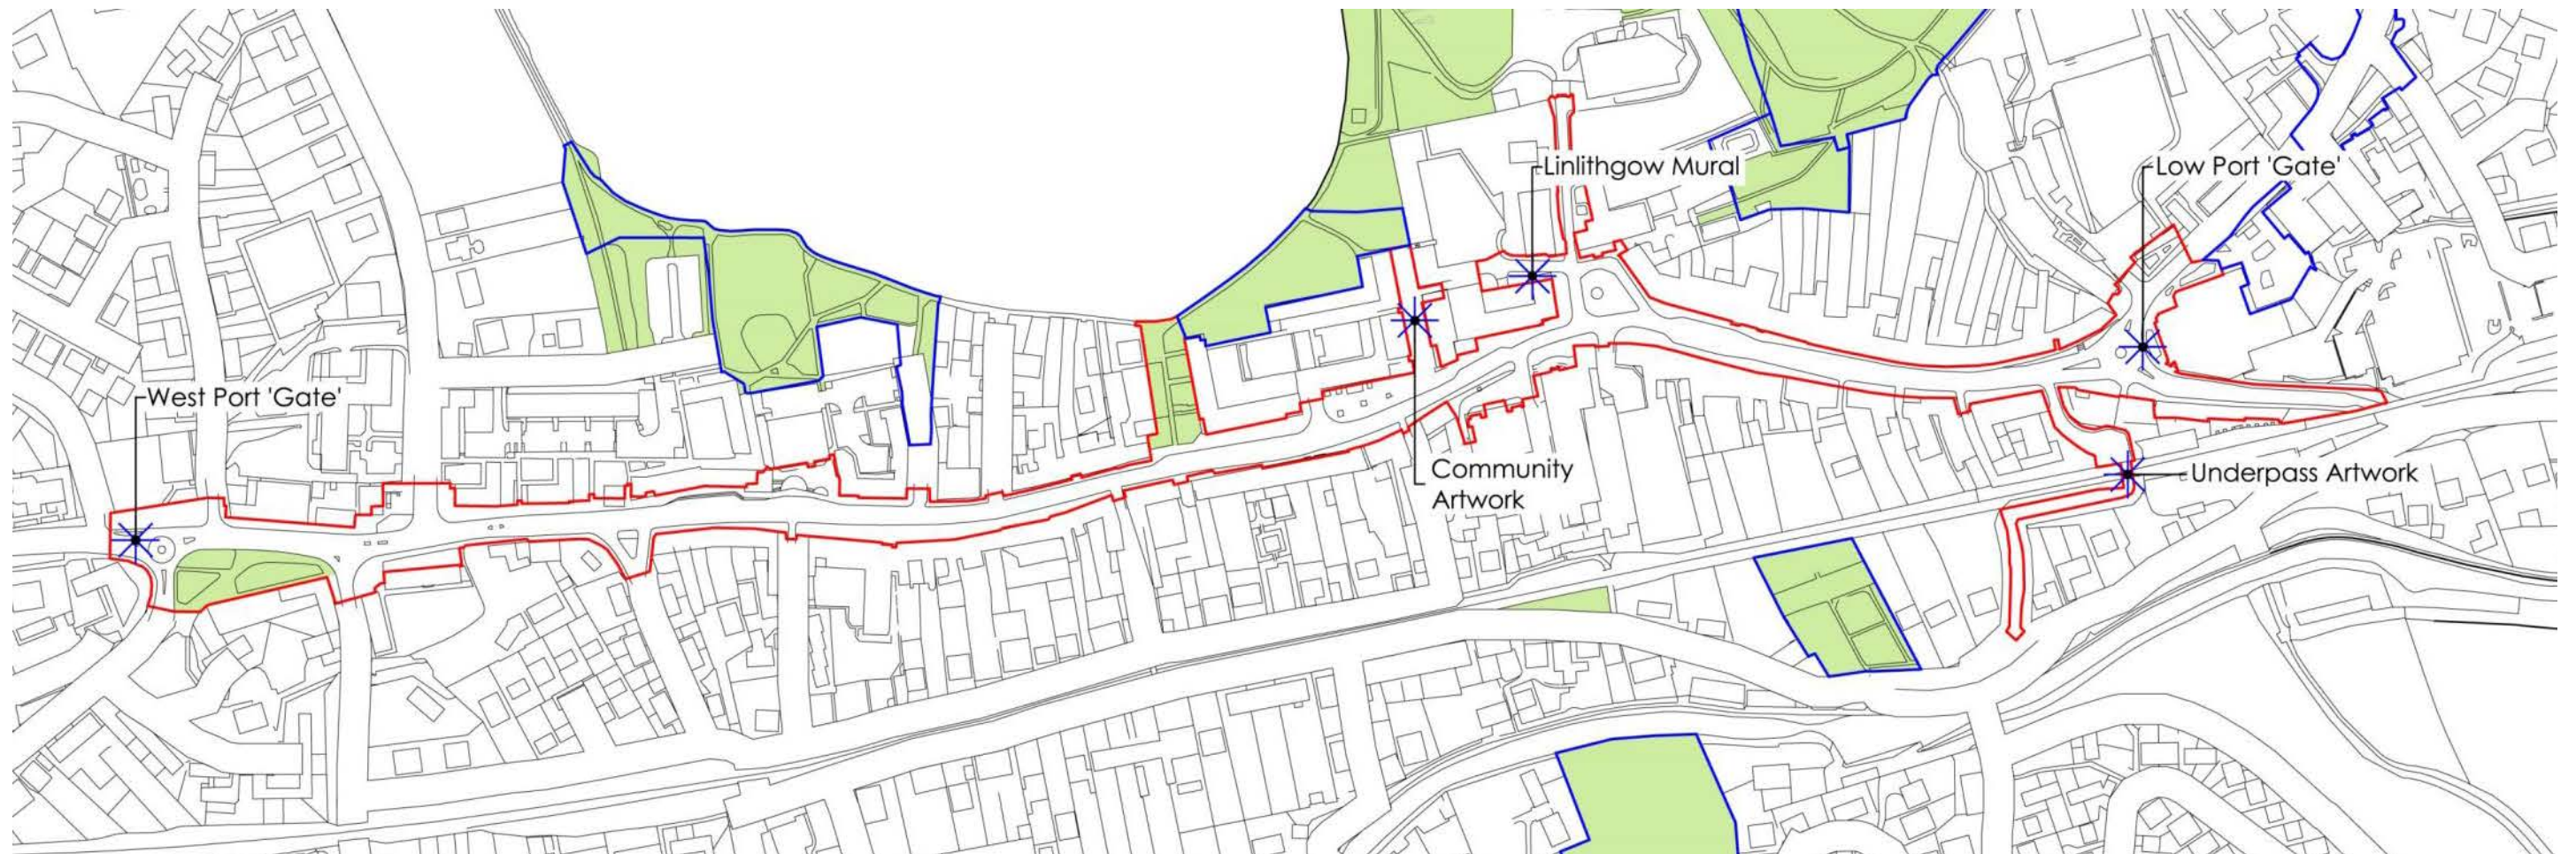 Linlithgow Mural
Low Port 'Gate'
West Port 'Gate'
Community
Artwork
Underpass Artwork